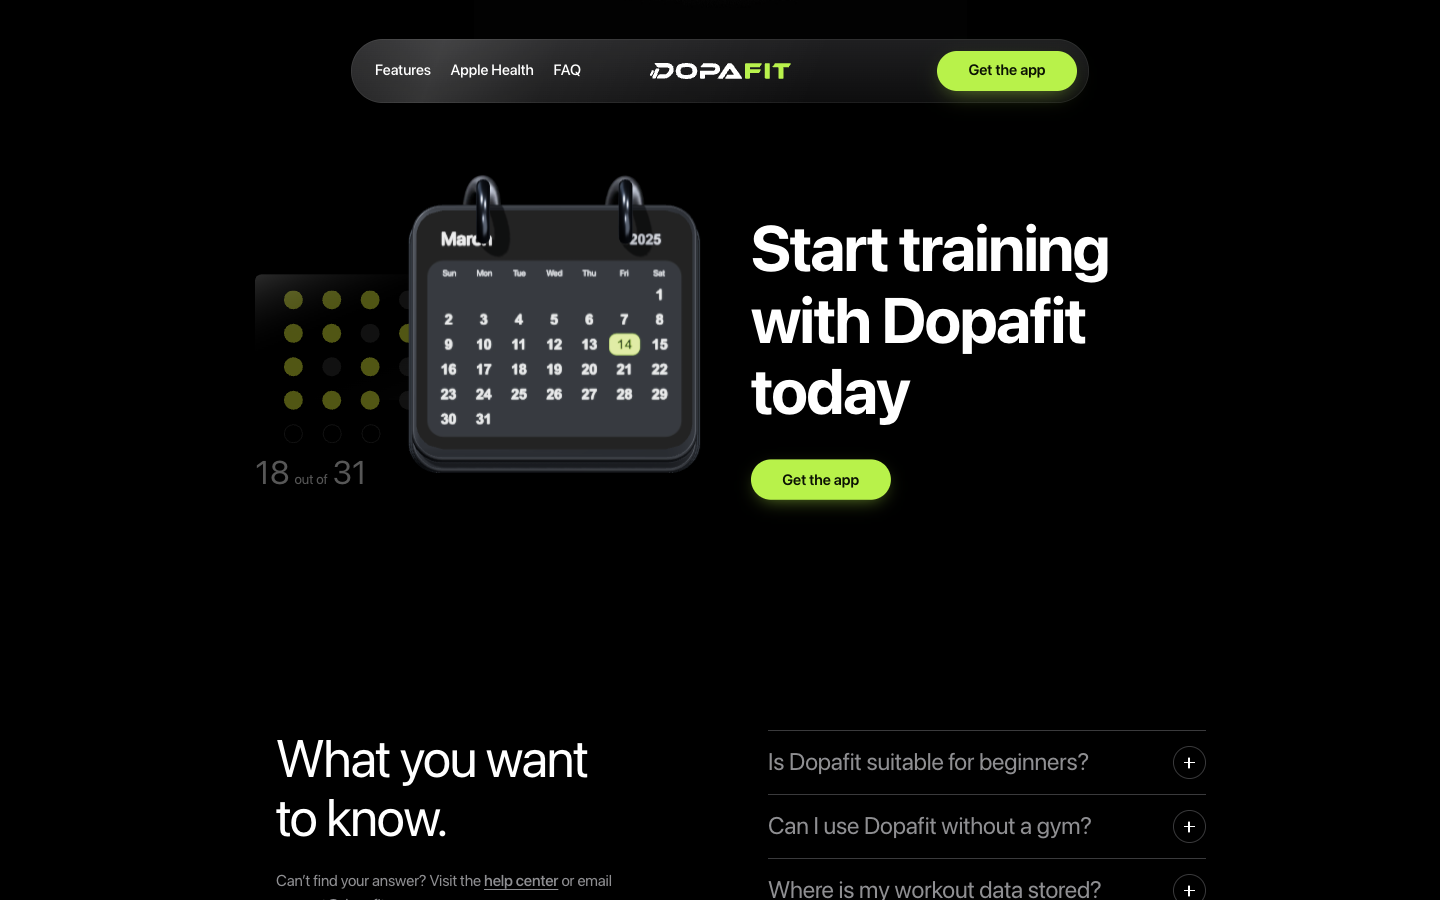 Features Apple Health FAQ DOPAFIT Get the app
March 2025
Sun Mon Tue Wed Thu Fri Sat
1
2 3 4 5 6 7 8
9 10 11 12 13 14 15
16 17 18 19 20 21 22
23 24 25 26 27 28 29
30 31
18 out of 31
Start training
with Dopafit
today
Get the app
What you want
to know.
Can't find your answer? Visit the help center or email
Is Dopafit suitable for beginners?
Can I use Dopafit without a gym?
Where is my workout data stored?